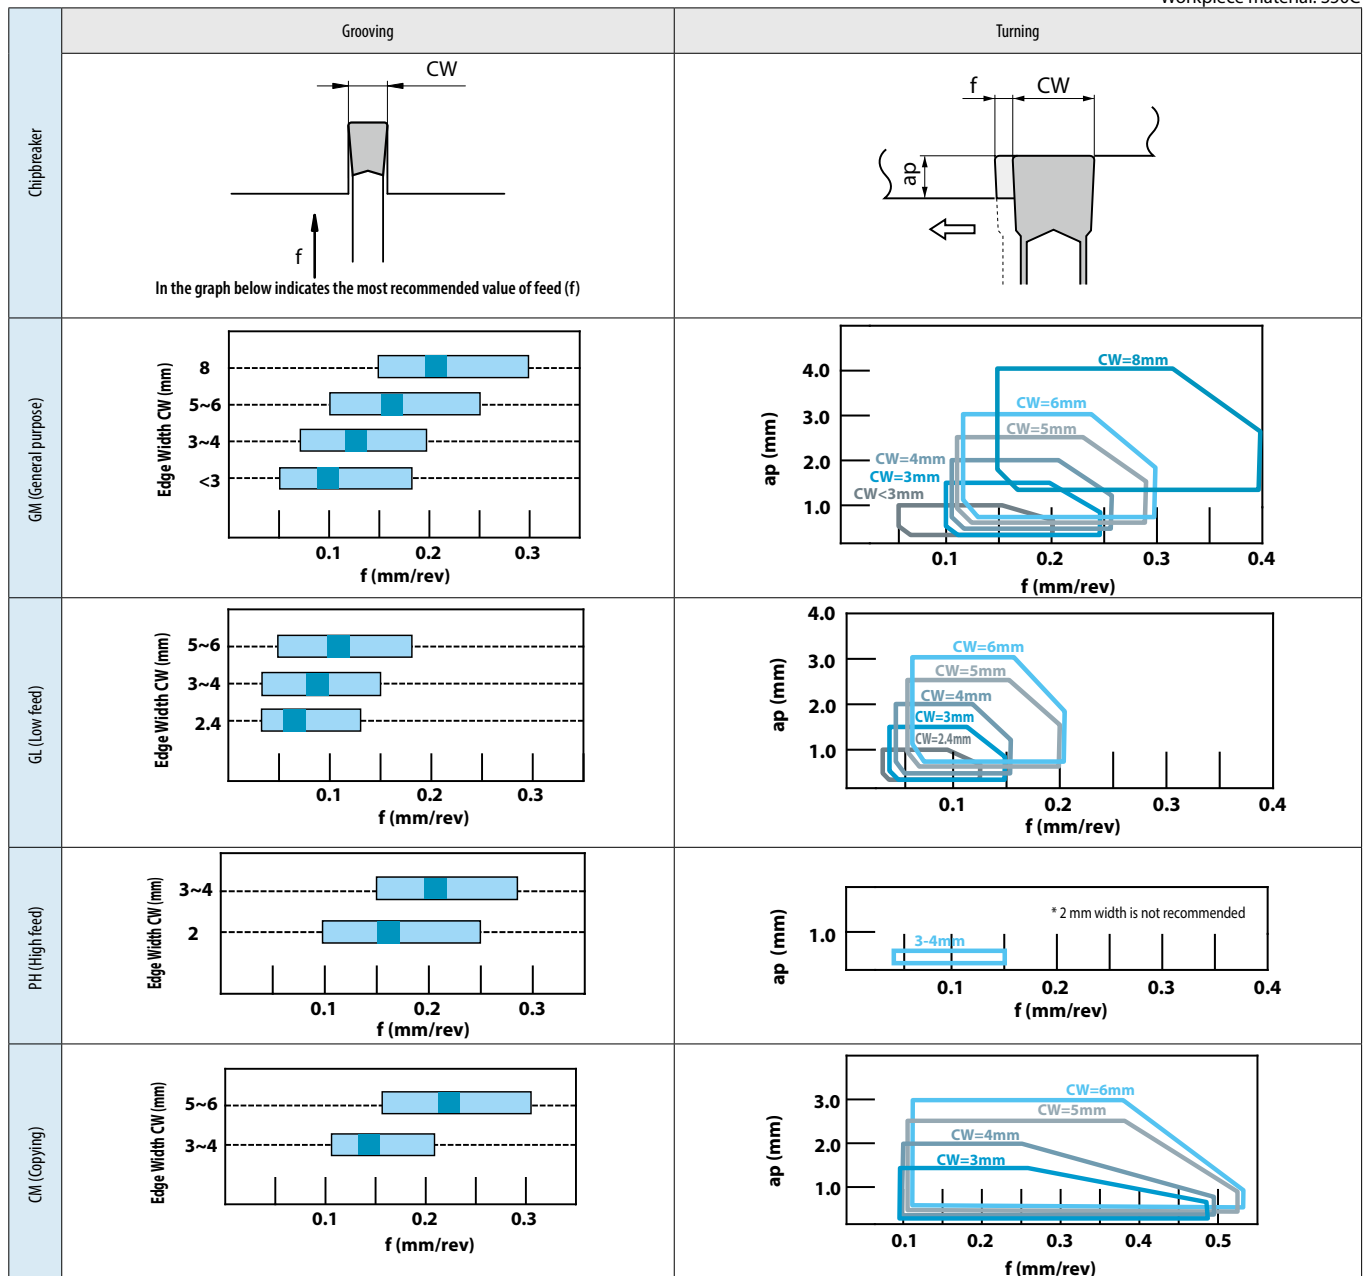 Grooving
Turning
Chipbreaker
CW
f
In the graph below indicates the most recommended value of feed (f)
f
CW
ap
GM (General purpose)
Edge Width CW (mm)
8
5~6
3~4
<3
0.1
0.2
0.3
f (mm/rev)
ap (mm)
4.0
3.0
2.0
1.0
CW=8mm
CW=6mm
CW=5mm
CW=4mm
CW=3mm
CW<3mm
0.1
0.2
0.3
0.4
f (mm/rev)
GL (Low feed)
Edge Width CW (mm)
5~6
3~4
2.4
0.1
0.2
0.3
f (mm/rev)
ap (mm)
4.0
3.0
2.0
1.0
CW=6mm
CW=5mm
CW=4mm
CW=3mm
CW=2.4mm
0.1
0.2
0.3
0.4
f (mm/rev)
PH (High feed)
Edge Width CW (mm)
3~4
2
0.1
0.2
0.3
f (mm/rev)
ap (mm)
1.0
* 2 mm width is not recommended
3-4mm
0.1
0.2
0.3
0.4
f (mm/rev)
CM (Copying)
Edge Width CW (mm)
5~6
3~4
0.1
0.2
0.3
f (mm/rev)
ap (mm)
3.0
2.0
1.0
CW=6mm
CW=5mm
CW=4mm
CW=3mm
0.1
0.2
0.3
0.4
0.5
f (mm/rev)